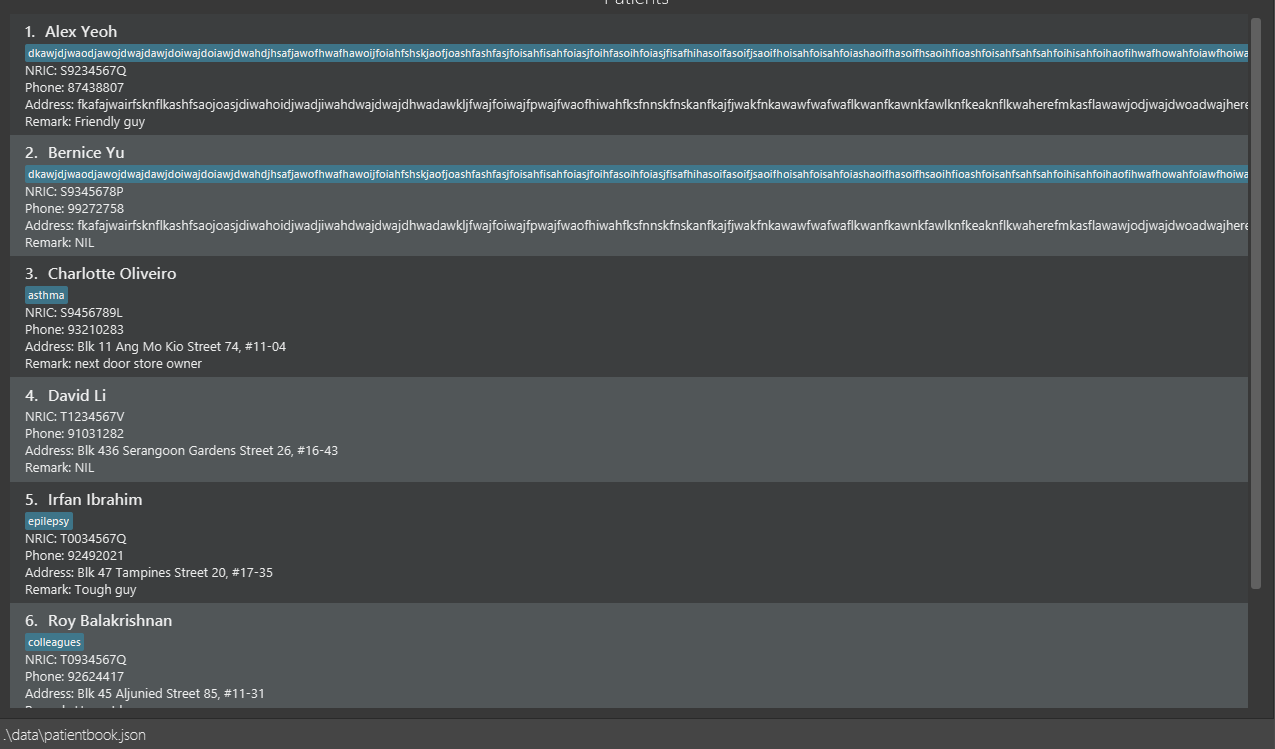 Patients
1. Alex Yeoh
NRIC: S9234567Q
Phone: 87438807
Address:
Remark: Friendly guy
2. Bernice Yu
NRIC: S9345678P
Phone: 99272758
Address:
Remark: NIL
3. Charlotte Oliveiro
asthma
NRIC: S9456789L
Phone: 93210283
Address: Blk 11 Ang Mo Kio Street 74, #11-04
Remark: next door store owner
4. David Li
NRIC: T1234567V
Phone: 91031282
Address: Blk 436 Serangoon Gardens Street 26, #16-43
Remark: NIL
5. Irfan Ibrahim
epilepsy
NRIC: T0034567Q
Phone: 92492021
Address: Blk 47 Tampines Street 20, #17-35
Remark: Tough guy
6. Roy Balakrishnan
colleagues
NRIC: T0934567Q
Phone: 92624417
Address: Blk 45 Aljunied Street 85, #11-31
.\data\patientbook.json